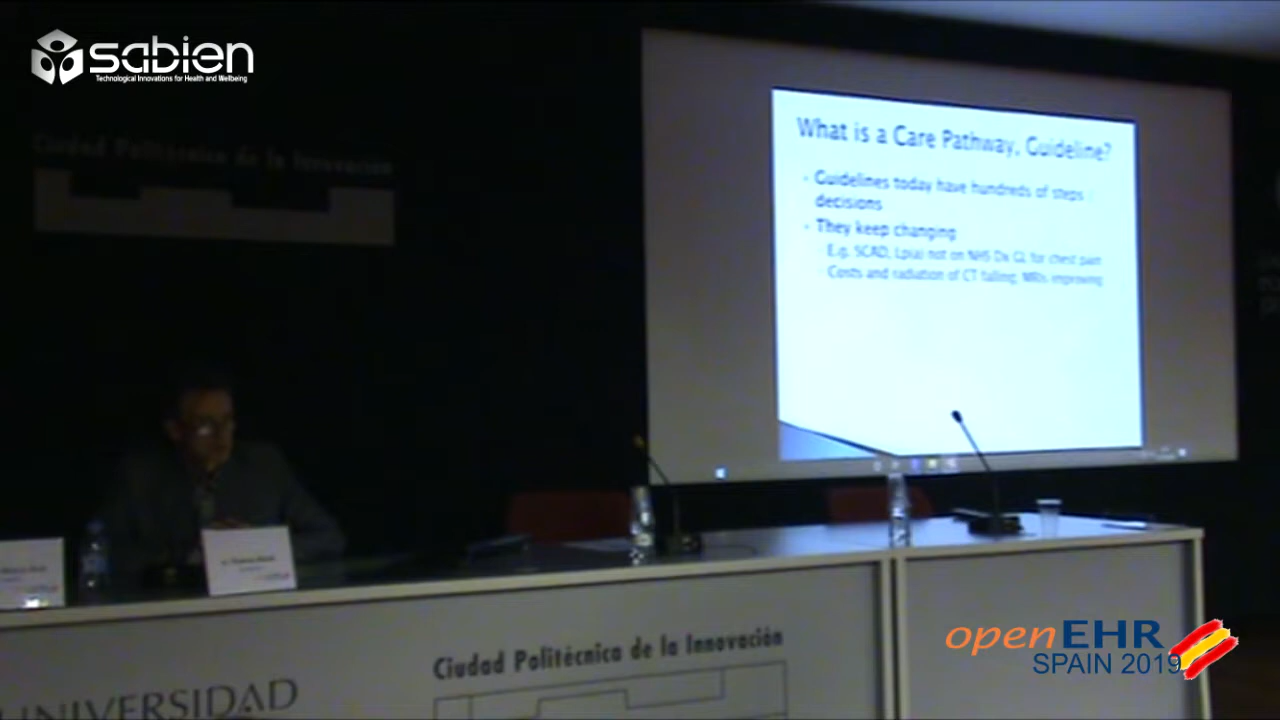 sabien
Technological Innovations for Health and Wellbeing
Ciudad Politécnica de la Innovación
What is a Care Pathway, Guideline?
Guidelines today have hundreds of steps
decisions
They keep changing
E.g. SCAD, Lp(a) not on NHS Dx GL for chest pain
Costs and radiation of CT falling, MRIs improving
Ciudad Politécnica de la Innovación
UNIVERSIDAD
openEHR
SPAIN 2019